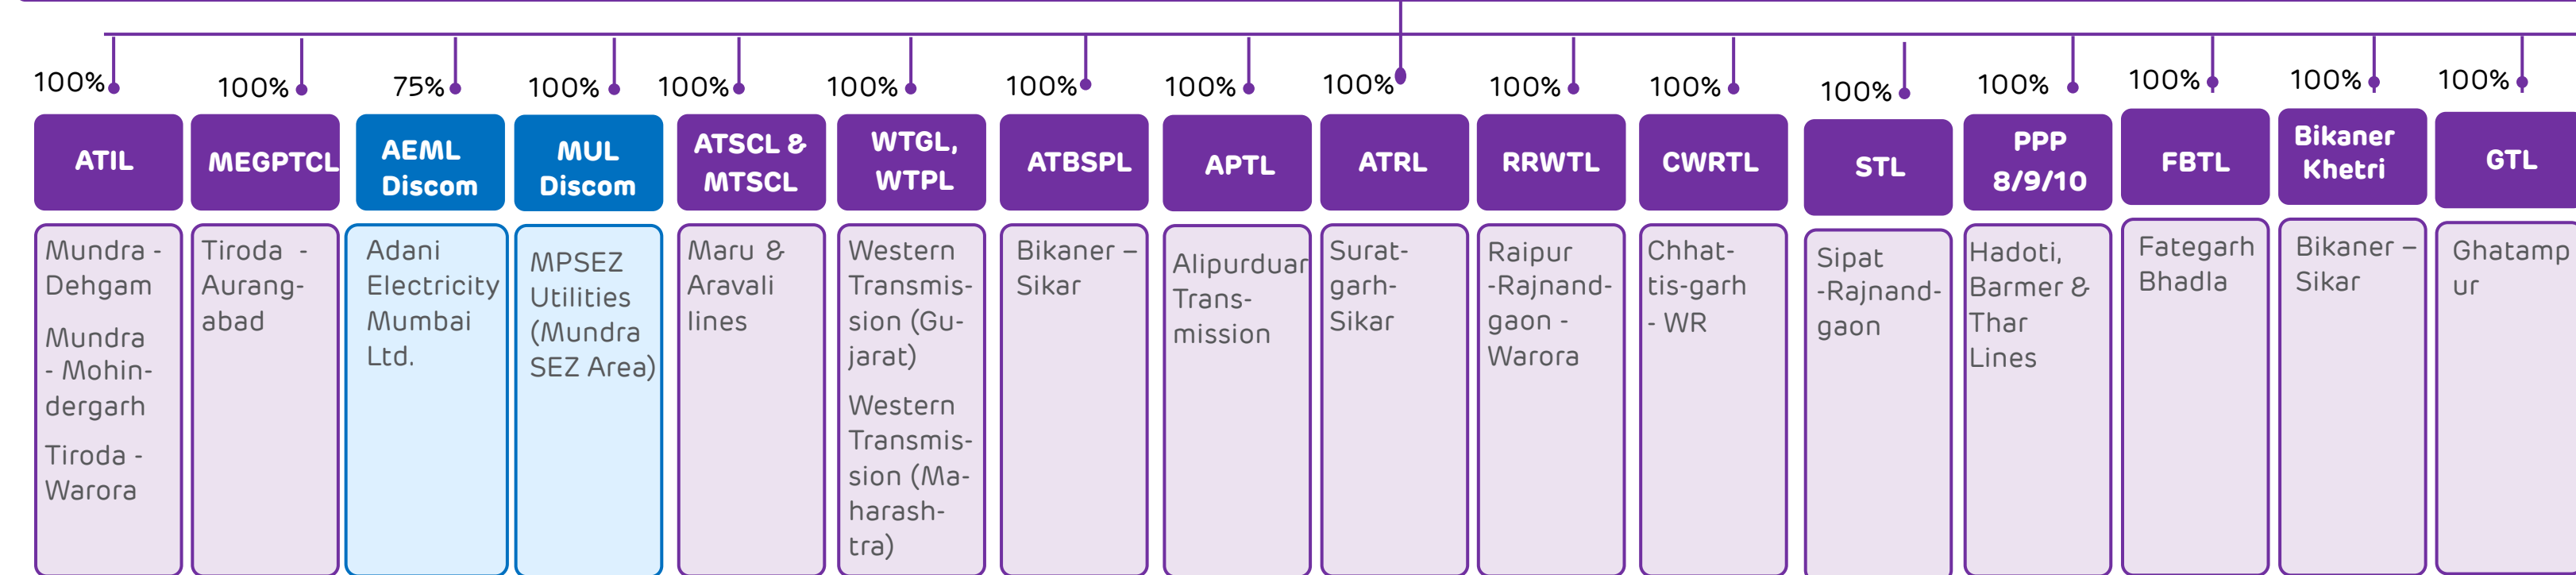 100%
100%
75%
100%
100%
100%
100%
100%
100%
100%
100%
100%
100%
100%
100%
100%
ATIL
MEGPTCL
AEML
Discom
MUL
Discom
ATSCL &
MTSCL
WTGL,
WTPL
ATBSPL
APTL
ATRL
RRWTL
CWRTL
STL
PPP
8/9/10
FBTL
Bikaner
Khetri
GTL
Mundra -
Dehgam
Mundra
- Mohin-
dergarh
Tiroda -
Warora
Tiroda -
Aurang-
abad
Adani
Electricity
Mumbai
Ltd.
MPSEZ
Utilities
(Mundra
SEZ Area)
Maru &
Aravali
lines
Western
Transmis-
sion (Gu-
jarat)
Western
Transmis-
sion (Ma-
harash-
tra)
Bikaner –
Sikar
Alipurduar
Trans-
mission
Surat-
garh-
Sikar
Raipur
-Rajnand-
gaon -
Warora
Chhat-
tis-garh
- WR
Sipat
-Rajnand-
gaon
Hadoti,
Barmer &
Thar
Lines
Fategarh
Bhadla
Bikaner –
Sikar
Ghatamp
ur